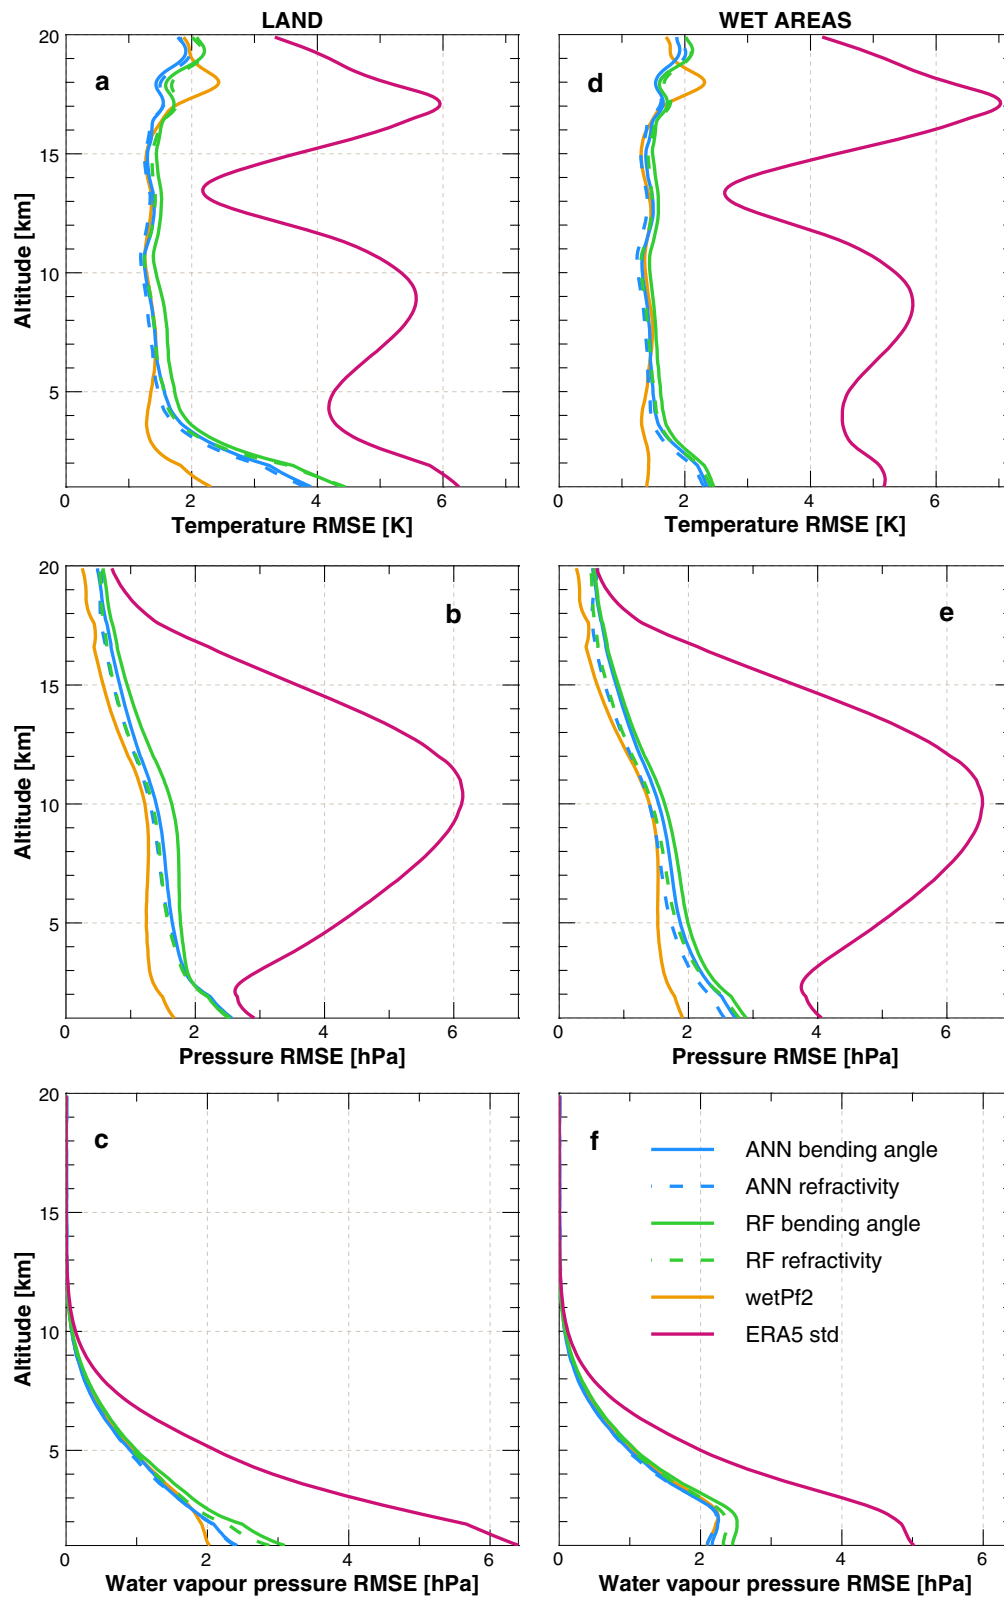 LAND
WET AREAS
20
15
10
5
Altitude [km]
a
0 2 4 6
Temperature RMSE [K]
20
15
10
5
d
0 2 4 6
Temperature RMSE [K]
20
15
10
5
Altitude [km]
b
0 2 4 6
Pressure RMSE [hPa]
20
15
10
5
Altitude [km]
e
0 2 4 6
Pressure RMSE [hPa]
20
15
10
5
Altitude [km]
c
0 2 4 6
Water vapour pressure RMSE [hPa]
20
15
10
5
Altitude [km]
f
ANN bending angle
ANN refractivity
RF bending angle
RF refractivity
wetPf2
ERA5 std
0 2 4 6
Water vapour pressure RMSE [hPa]